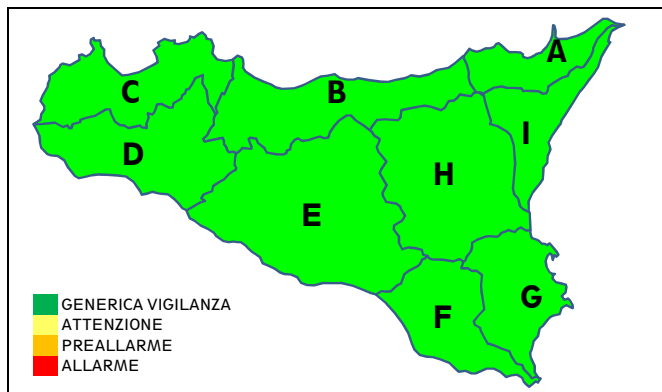 A
C
B
I
D
H
E
G
F
GENERICA VIGILANZA
ATTENZIONE
PREALLARME
ALLARME